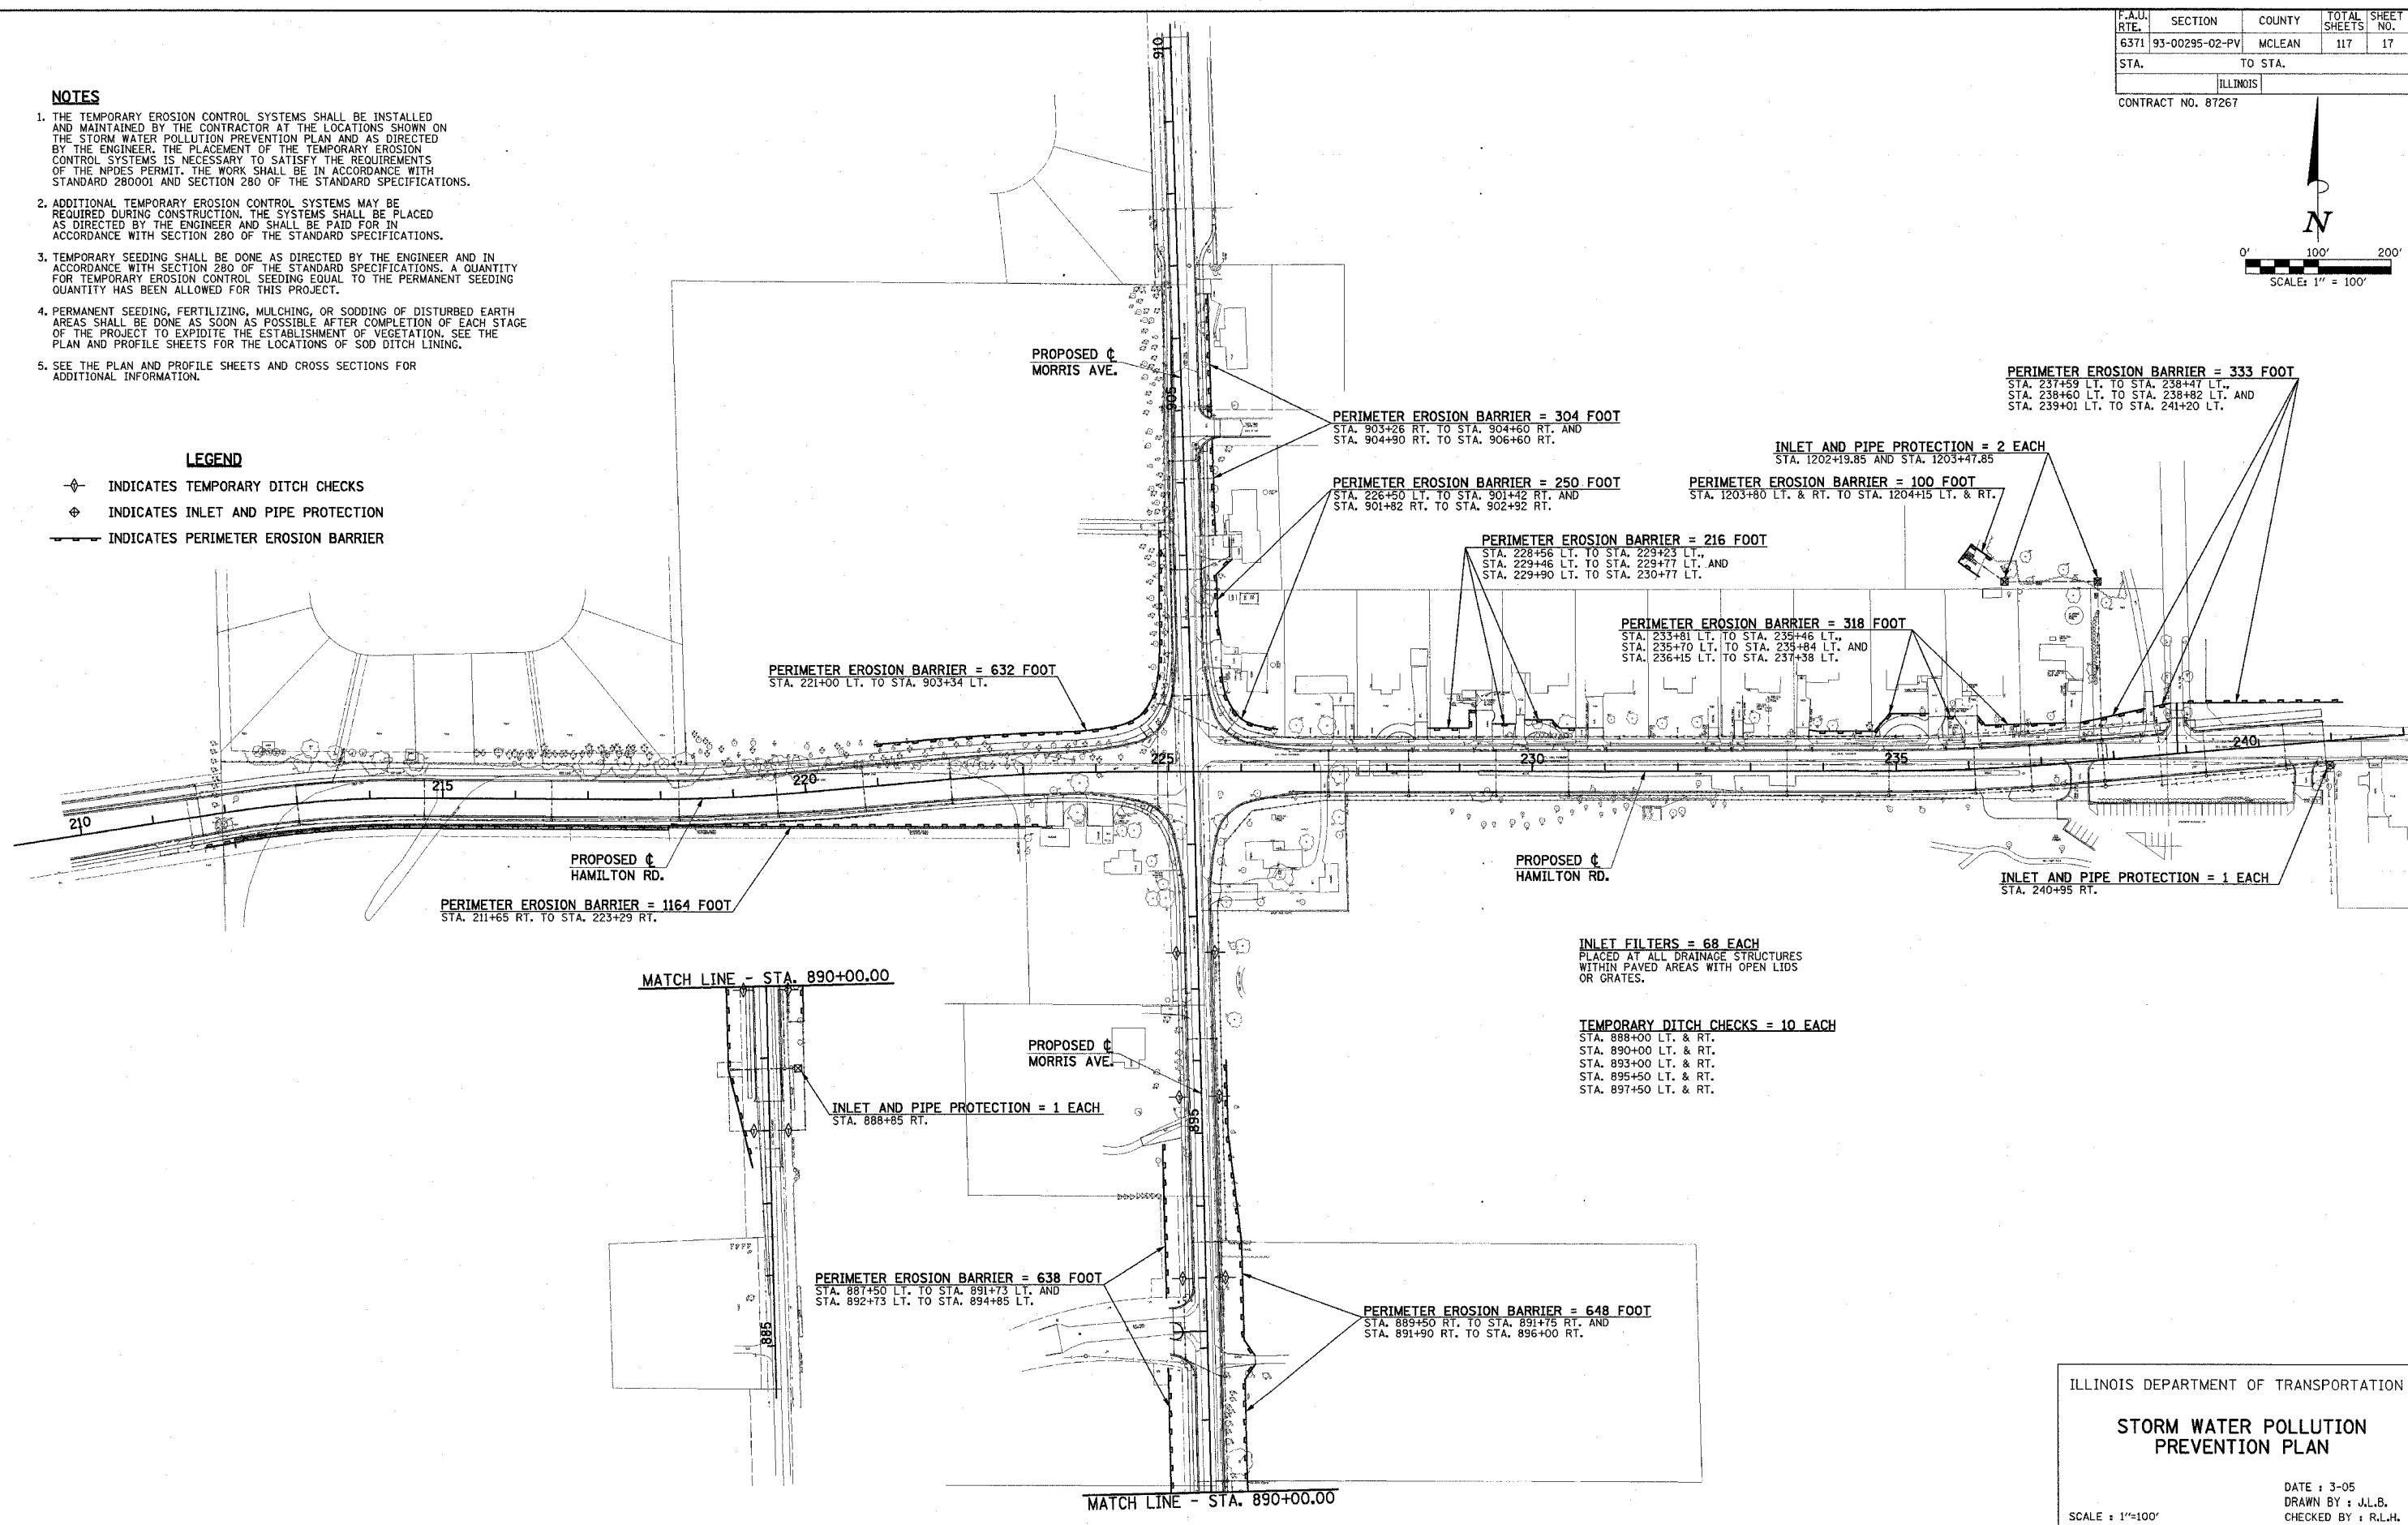 F.A.U. RTE. SECTION COUNTY TOTAL SHEETS SHEET NO.
6371 93-00295-02-PV MCLEAN 117 17
STA. TO STA.
ILLINOIS
CONTRACT NO. 87267
NOTES
1. THE TEMPORARY EROSION CONTROL SYSTEMS SHALL BE INSTALLED
AND MAINTAINED BY THE CONTRACTOR AT THE LOCATIONS SHOWN ON
THE STORM WATER POLLUTION PREVENTION PLAN AND AS DIRECTED
BY THE ENGINEER. THE PLACEMENT OF THE TEMPORARY EROSION
CONTROL SYSTEMS IS NECESSARY TO SATISFY THE REQUIREMENTS
OF THE NPDES PERMIT. THE WORK SHALL BE IN ACCORDANCE WITH
STANDARD 280001 AND SECTION 280 OF THE STANDARD SPECIFICATIONS.
2. ADDITIONAL TEMPORARY EROSION CONTROL SYSTEMS MAY BE
REQUIRED DURING CONSTRUCTION. THE SYSTEMS SHALL BE PLACED
AS DIRECTED BY THE ENGINEER AND SHALL BE PAID FOR IN
ACCORDANCE WITH SECTION 280 OF THE STANDARD SPECIFICATIONS.
3. TEMPORARY SEEDING SHALL BE DONE AS DIRECTED BY THE ENGINEER AND IN
ACCORDANCE WITH SECTION 280 OF THE STANDARD SPECIFICATIONS. A QUANTITY
FOR TEMPORARY EROSION CONTROL SEEDING EQUAL TO THE PERMANENT SEEDING
QUANTITY HAS BEEN ALLOWED FOR THIS PROJECT.
4. PERMANENT SEEDING, FERTILIZING, MULCHING, OR SODDING OF DISTURBED EARTH
AREAS SHALL BE DONE AS SOON AS POSSIBLE AFTER COMPLETION OF EACH STAGE
OF THE PROJECT TO EXPIDITE THE ESTABLISHMENT OF VEGETATION. SEE THE
PLAN AND PROFILE SHEETS FOR THE LOCATIONS OF SOD DITCH LINING.
5. SEE THE PLAN AND PROFILE SHEETS AND CROSS SECTIONS FOR
ADDITIONAL INFORMATION.
LEGEND
INDICATES TEMPORARY DITCH CHECKS
INDICATES INLET AND PIPE PROTECTION
INDICATES PERIMETER EROSION BARRIER
N
0' 100' 200'
SCALE: 1" = 100'
910
PROPOSED ℄
MORRIS AVE.
905
PERIMETER EROSION BARRIER = 304 FOOT
STA. 903+26 RT. TO STA. 904+60 RT. AND
STA. 904+90 RT. TO STA. 906+60 RT.
PERIMETER EROSION BARRIER = 250 FOOT
STA. 226+50 LT. TO STA. 901+42 RT. AND
STA. 901+82 RT. TO STA. 902+92 RT.
PERIMETER EROSION BARRIER = 216 FOOT
STA. 228+56 LT. TO STA. 229+23 LT.,
STA. 229+46 LT. TO STA. 229+77 LT. AND
STA. 229+90 LT. TO STA. 230+77 LT.
PERIMETER EROSION BARRIER = 318 FOOT
STA. 233+81 LT. TO STA. 235+46 LT.,
STA. 235+70 LT. TO STA. 235+84 LT. AND
STA. 236+15 LT. TO STA. 237+38 LT.
PERIMETER EROSION BARRIER = 333 FOOT
STA. 237+59 LT. TO STA. 238+47 LT.,
STA. 238+60 LT. TO STA. 238+82 LT. AND
STA. 239+01 LT. TO STA. 241+20 LT.
INLET AND PIPE PROTECTION = 2 EACH
STA. 1202+19.85 AND STA. 1203+47.85
PERIMETER EROSION BARRIER = 100 FOOT
STA. 1203+80 LT. & RT. TO STA. 1204+15 LT. & RT.
PERIMETER EROSION BARRIER = 632 FOOT
STA. 221+00 LT. TO STA. 903+34 LT.
210
215
220
225
230
235
240
PROPOSED ℄
HAMILTON RD.
PERIMETER EROSION BARRIER = 1164 FOOT
STA. 211+65 RT. TO STA. 223+29 RT.
PROPOSED ℄
HAMILTON RD.
INLET AND PIPE PROTECTION = 1 EACH
STA. 240+95 RT.
INLET FILTERS = 68 EACH
PLACED AT ALL DRAINAGE STRUCTURES
WITHIN PAVED AREAS WITH OPEN LIDS
OR GRATES.
TEMPORARY DITCH CHECKS = 10 EACH
STA. 888+00 LT. & RT.
STA. 890+00 LT. & RT.
STA. 893+00 LT. & RT.
STA. 895+50 LT. & RT.
STA. 897+50 LT. & RT.
MATCH LINE - STA. 890+00.00
PROPOSED ℄
MORRIS AVE.
895
INLET AND PIPE PROTECTION = 1 EACH
STA. 888+85 RT.
885
PERIMETER EROSION BARRIER = 638 FOOT
STA. 887+50 LT. TO STA. 891+73 LT. AND
STA. 892+73 LT. TO STA. 894+85 LT.
PERIMETER EROSION BARRIER = 648 FOOT
STA. 889+50 RT. TO STA. 891+75 RT. AND
STA. 891+90 RT. TO STA. 896+00 RT.
MATCH LINE - STA. 890+00.00
ILLINOIS DEPARTMENT OF TRANSPORTATION
STORM WATER POLLUTION
PREVENTION PLAN
DATE : 3-05
DRAWN BY : J.L.B.
SCALE : 1"=100' CHECKED BY : R.L.H.